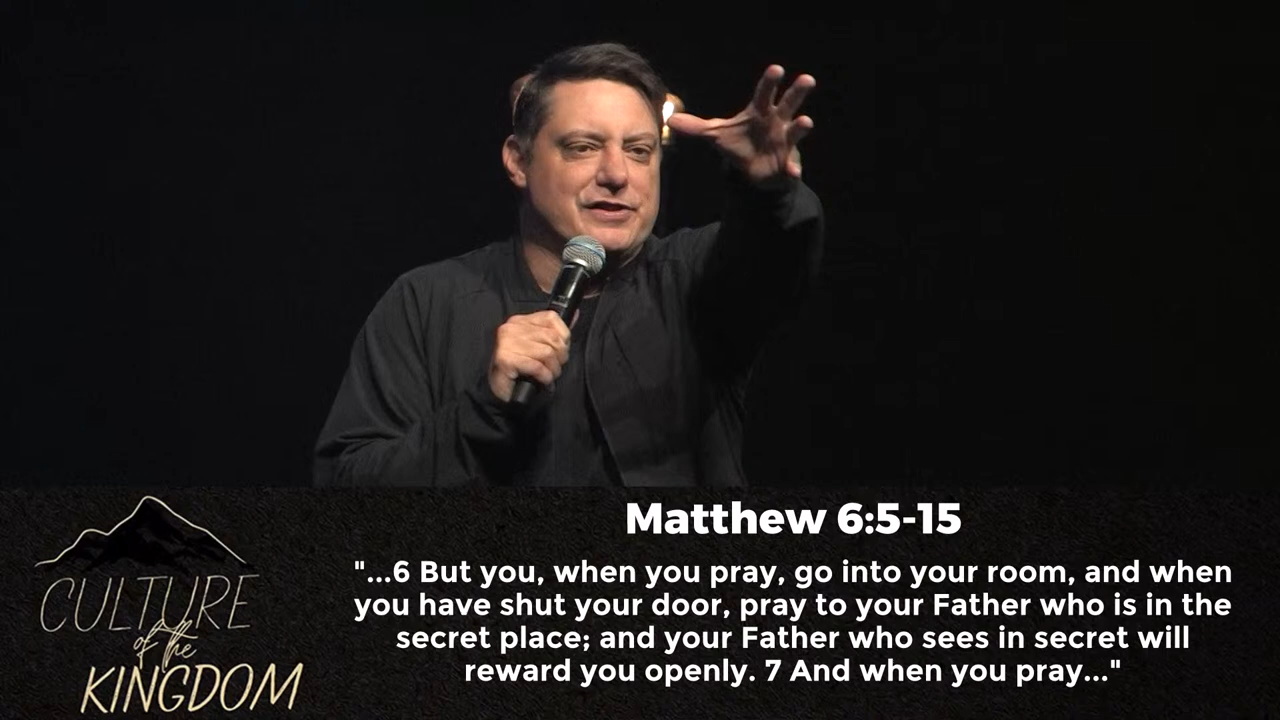 Matthew 6:5-15
"...6 But you, when you pray, go into your room, and when
you have shut your door, pray to your Father who is in the
secret place; and your Father who sees in secret will
reward you openly. 7 And when you pray..."
CULTURE
of the
KINGDOM